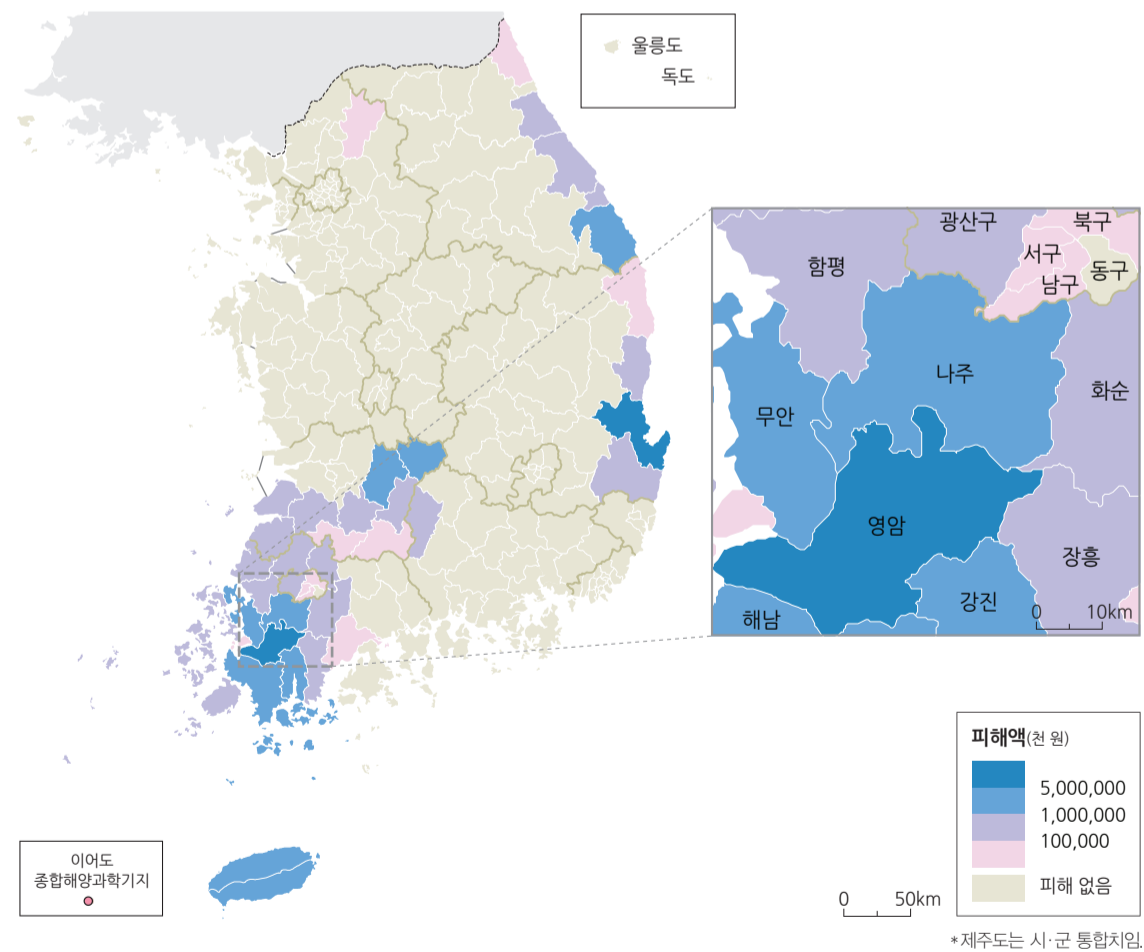 울릉도
독도
광산구
북구
함평
서구
동구
남구
나주
화순
무안
영암
장흥
강진
해남
0 10km
피해액(천 원)
5,000,000
1,000,000
100,000
피해 없음
이어도
종합해양과학기지
0 50km
*제주도는 시·군 통합치임.